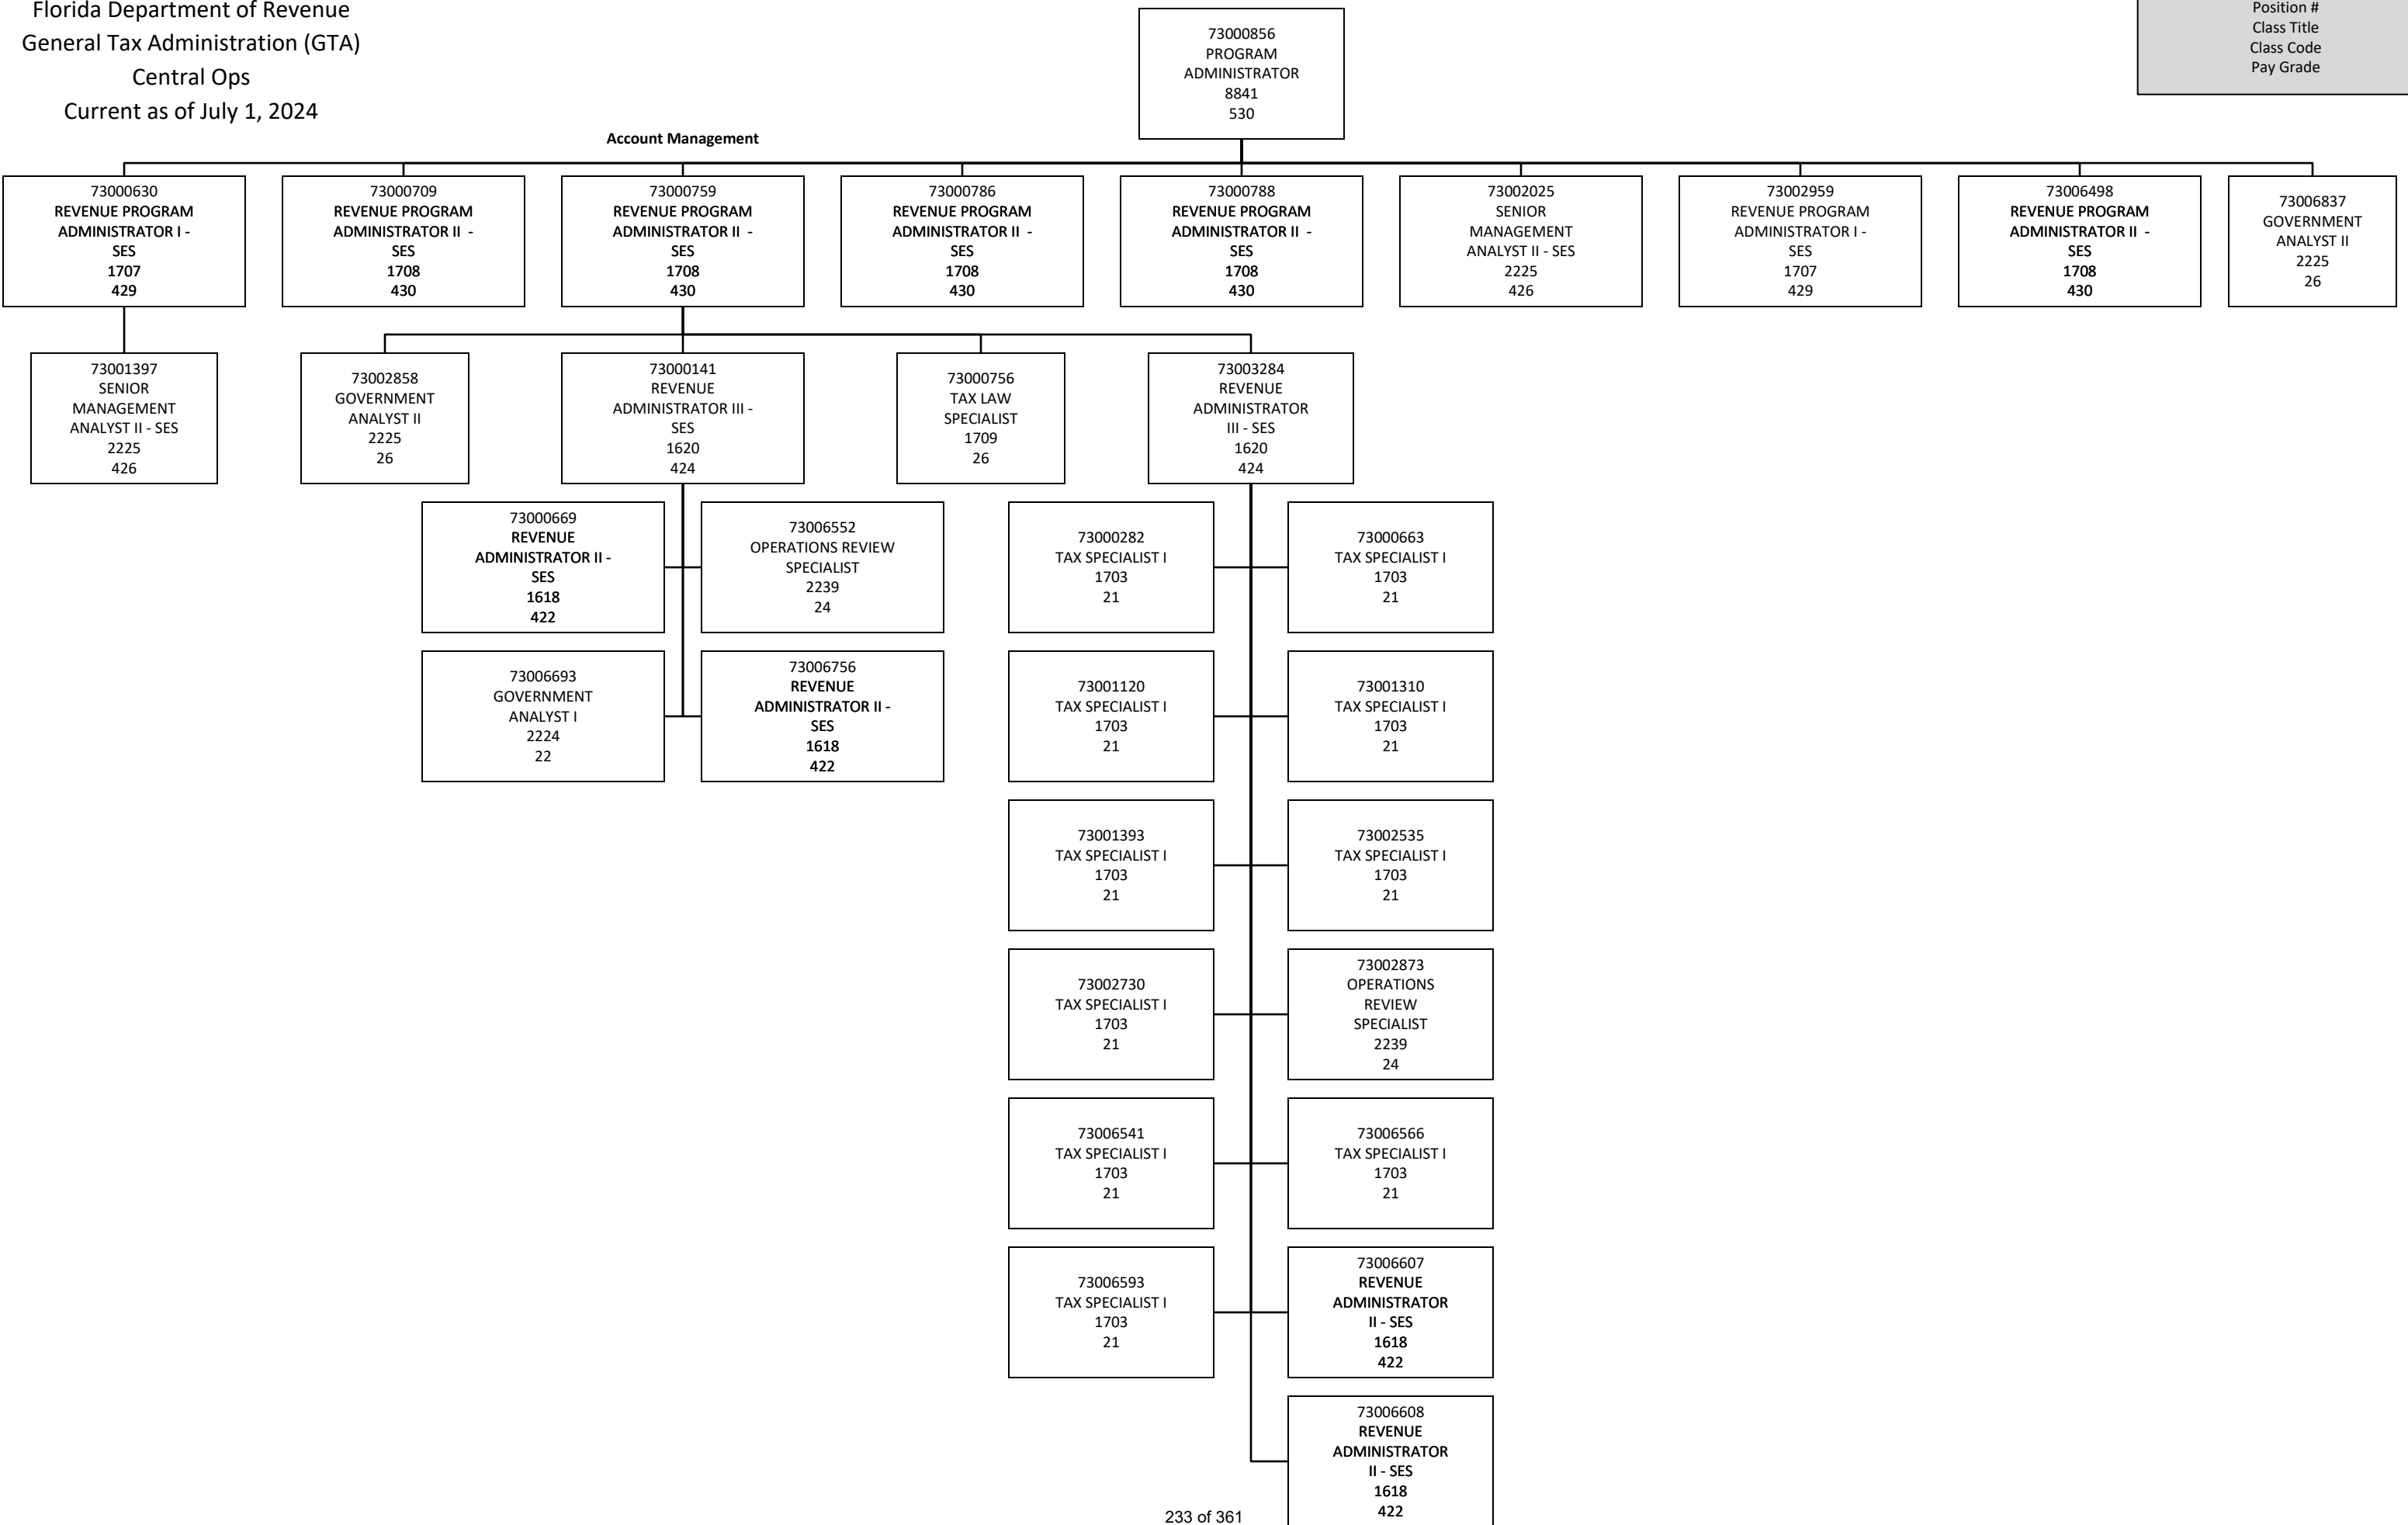 Florida Department of Revenue
General Tax Administration (GTA)
Central Ops
Current as of July 1, 2024
Position #
Class Title
Class Code
Pay Grade
73000856
PROGRAM
ADMINISTRATOR
8841
530
Account Management
73000630
REVENUE PROGRAM
ADMINISTRATOR I -
SES
1707
429
73000709
REVENUE PROGRAM
ADMINISTRATOR II -
SES
1708
430
73000759
REVENUE PROGRAM
ADMINISTRATOR II -
SES
1708
430
73000786
REVENUE PROGRAM
ADMINISTRATOR II -
SES
1708
430
73000788
REVENUE PROGRAM
ADMINISTRATOR II -
SES
1708
430
73002025
SENIOR
MANAGEMENT
ANALYST II - SES
2225
426
73002959
REVENUE PROGRAM
ADMINISTRATOR I -
SES
1707
429
73006498
REVENUE PROGRAM
ADMINISTRATOR II -
SES
1708
430
73006837
GOVERNMENT
ANALYST II
2225
26
73001397
SENIOR
MANAGEMENT
ANALYST II - SES
2225
426
73002858
GOVERNMENT
ANALYST II
2225
26
73000141
REVENUE
ADMINISTRATOR III -
SES
1620
424
73000756
TAX LAW
SPECIALIST
1709
26
73003284
REVENUE
ADMINISTRATOR
III - SES
1620
424
73000669
REVENUE
ADMINISTRATOR II -
SES
1618
422
73006552
OPERATIONS REVIEW
SPECIALIST
2239
24
73000282
TAX SPECIALIST I
1703
21
73000663
TAX SPECIALIST I
1703
21
73006693
GOVERNMENT
ANALYST I
2224
22
73006756
REVENUE
ADMINISTRATOR II -
SES
1618
422
73001120
TAX SPECIALIST I
1703
21
73001310
TAX SPECIALIST I
1703
21
73001393
TAX SPECIALIST I
1703
21
73002535
TAX SPECIALIST I
1703
21
73002730
TAX SPECIALIST I
1703
21
73002873
OPERATIONS
REVIEW
SPECIALIST
2239
24
73006541
TAX SPECIALIST I
1703
21
73006566
TAX SPECIALIST I
1703
21
73006593
TAX SPECIALIST I
1703
21
73006607
REVENUE
ADMINISTRATOR
II - SES
1618
422
73006608
REVENUE
ADMINISTRATOR
II - SES
1618
422
233 of 361